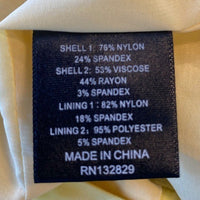 SHELL 1: 76% NYLON
24% SPANDEX
SHELL 2: 53% VISCOSE
44% RAYON
3% SPANDEX
LINING 1: 82% NYLON
18% SPANDEX
LINING 2: 95% POLYESTER
5% SPANDEX
MADE IN CHINA
RN132829